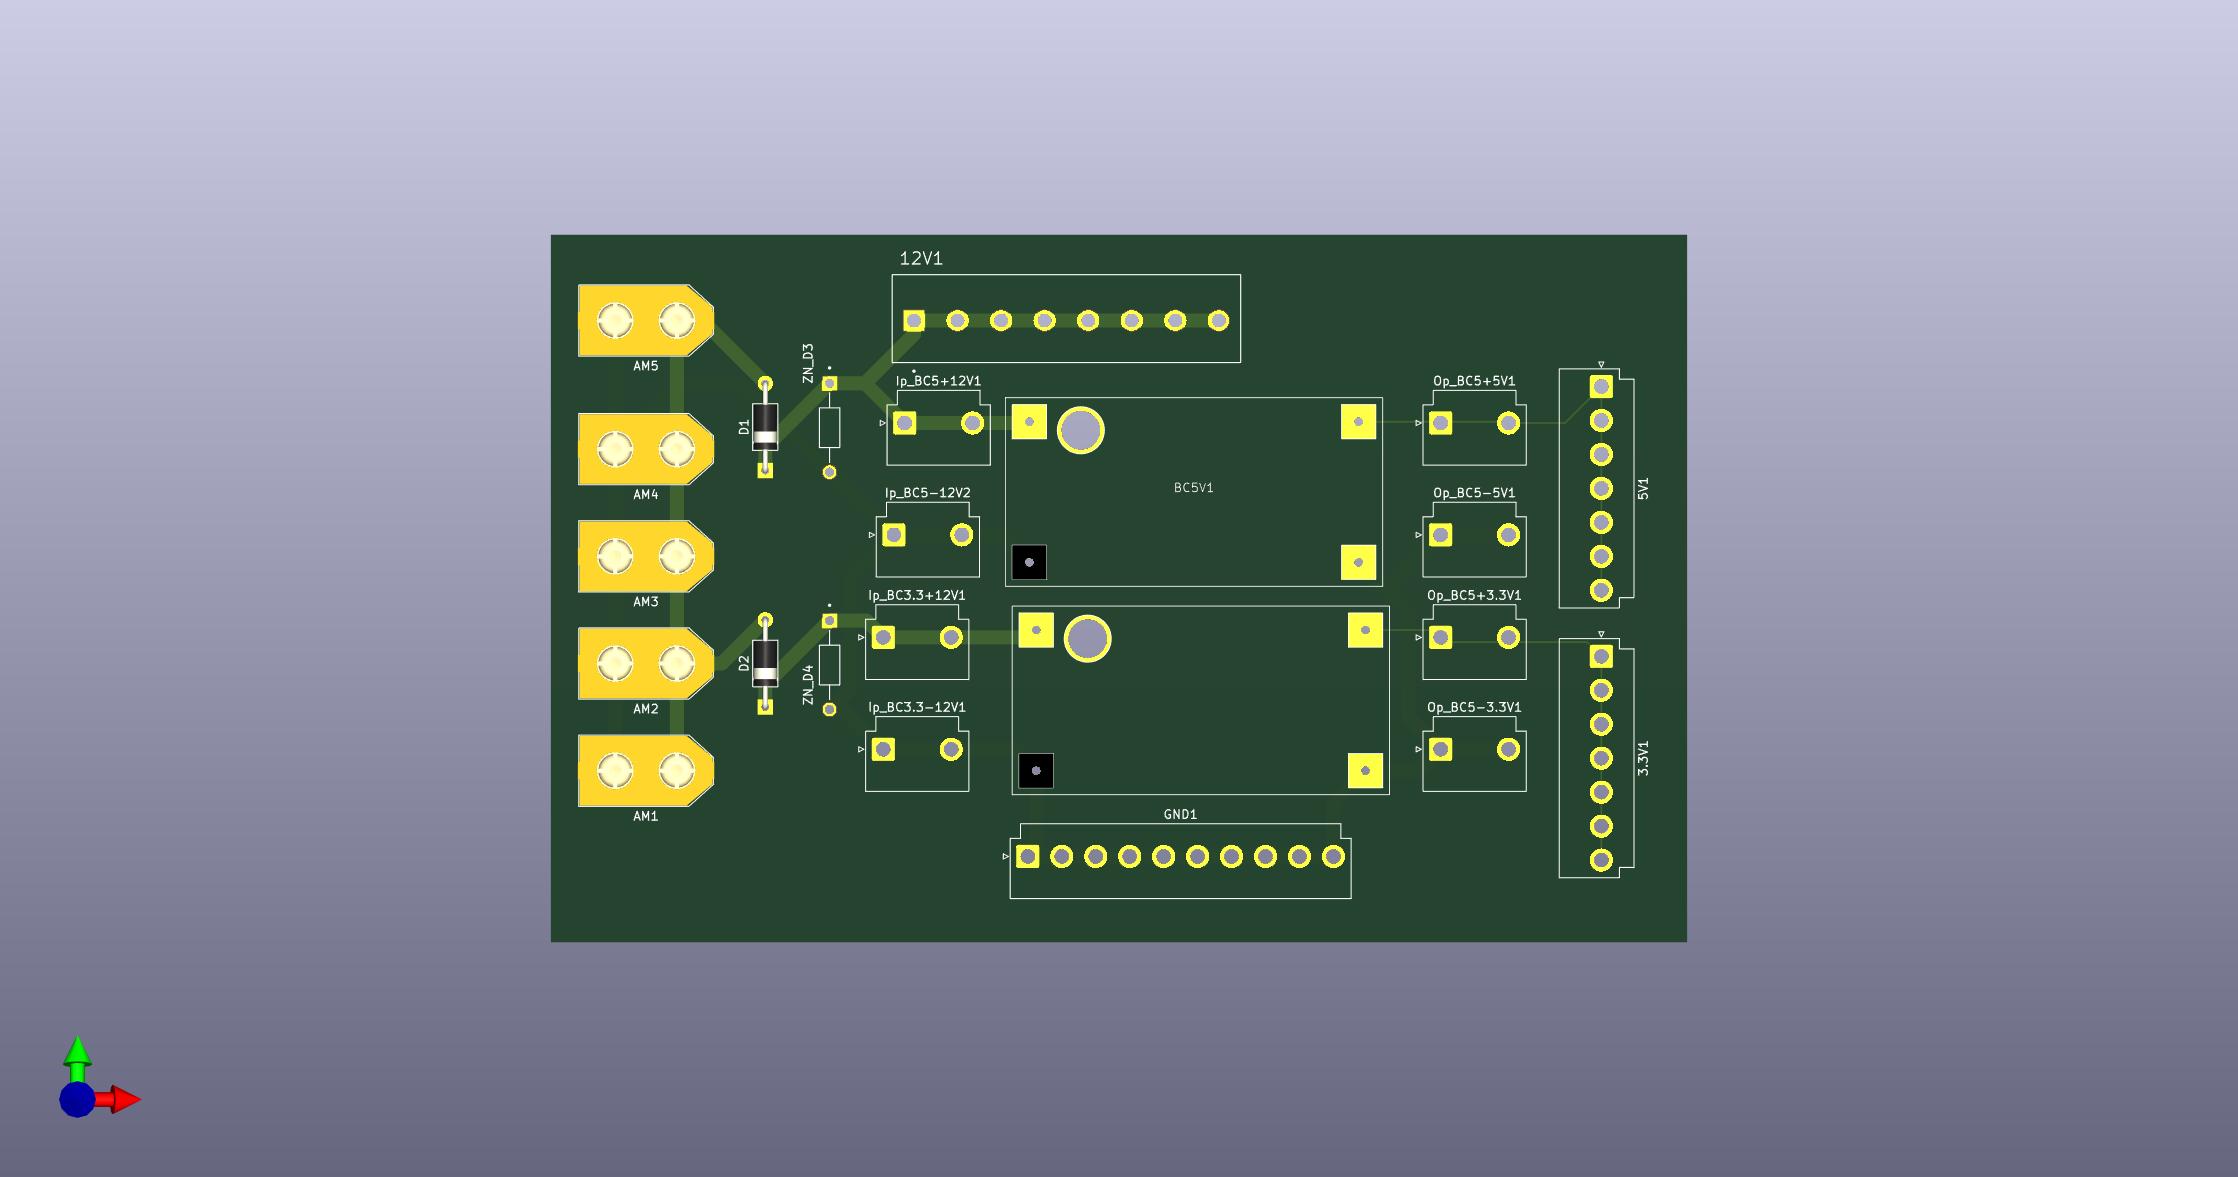 12V1
AM5
ZN_D3
Ip_BC5+12V1
Op_BC5+5V1
D1
AM4
Ip_BC5-12V2
BC5V1
Op_BC5-5V1
5V1
AM3
Ip_BC3.3+12V1
Op_BC5+3.3V1
D2
ZN_D4
AM2
Ip_BC3.3-12V1
Op_BC5-3.3V1
3.3V1
AM1
GND1